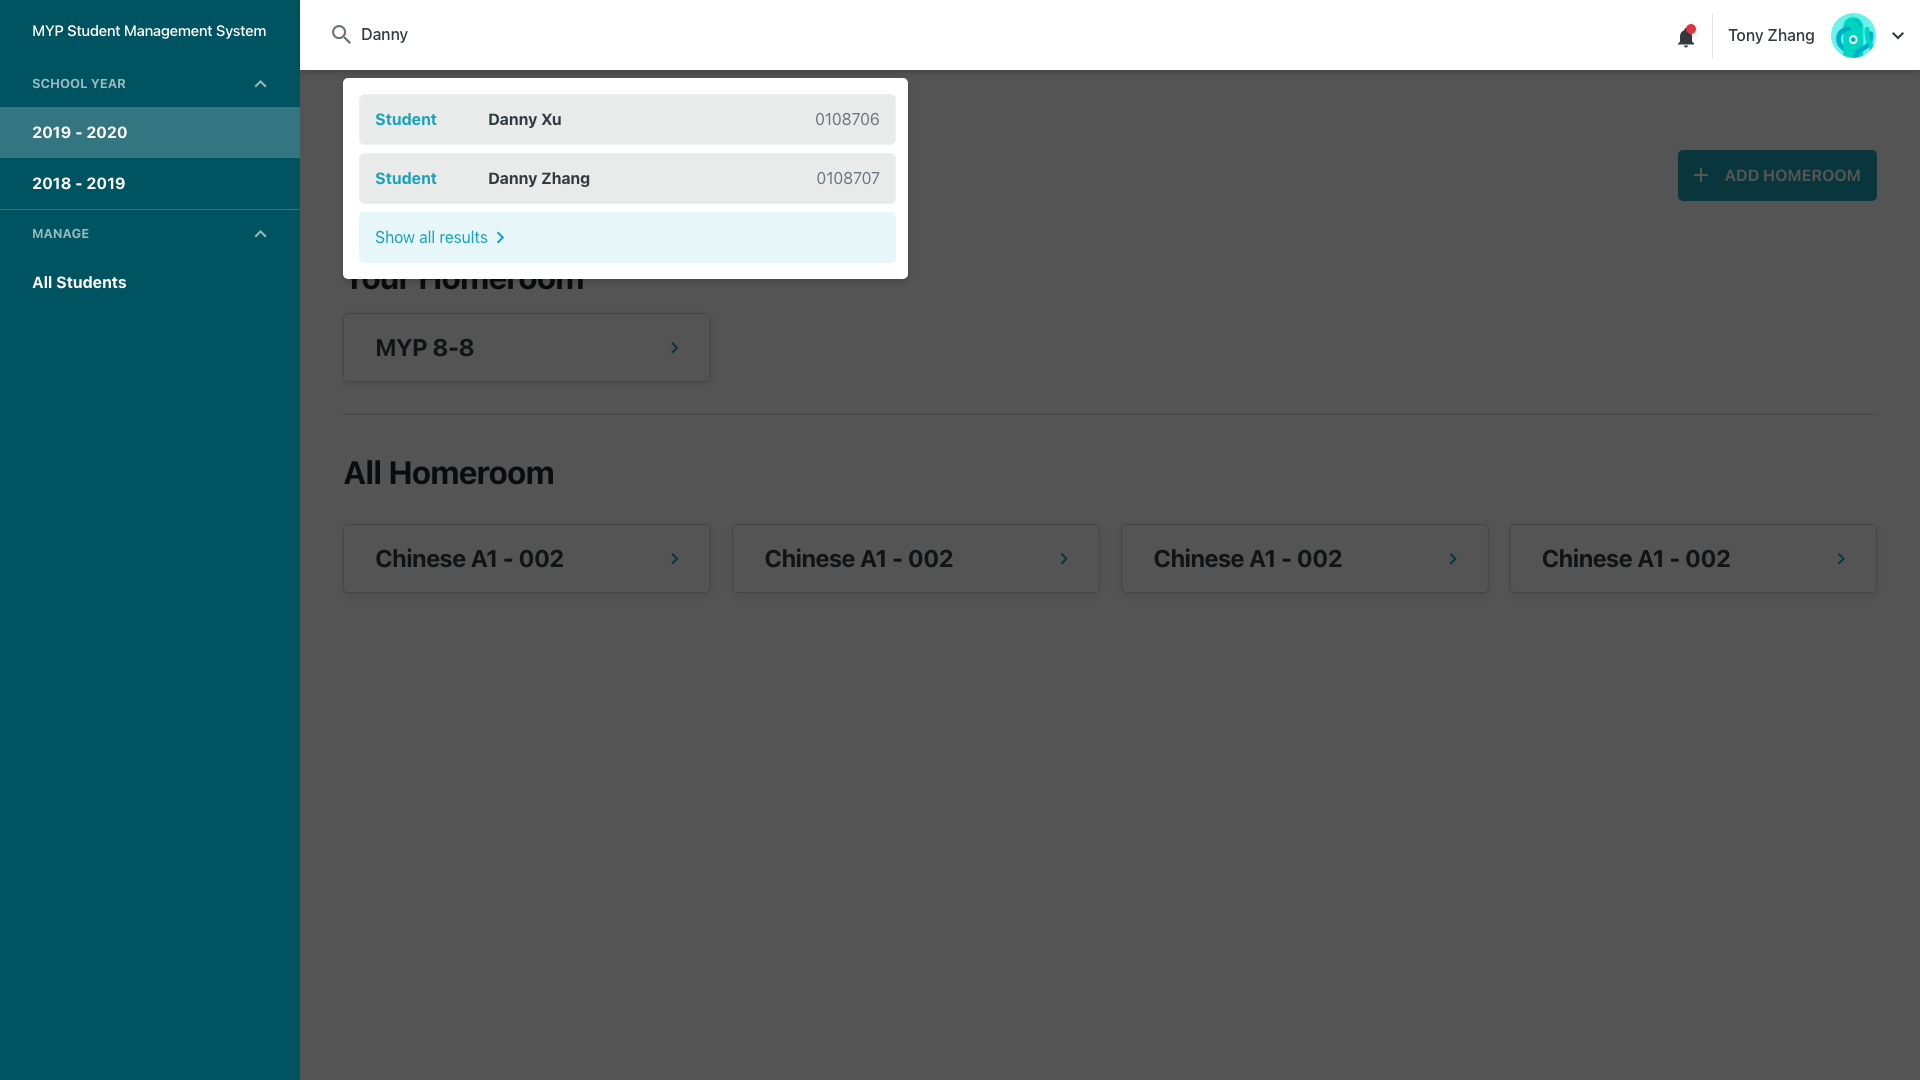 MYP Student Management System
SCHOOL YEAR
2019 - 2020
2018 - 2019
MANAGE
All Students
Danny
Tony Zhang
Student Danny Xu 0108706
Student Danny Zhang 0108707
Show all results
ADD HOMEROOM
Your Homeroom
MYP 8-8
All Homeroom
Chinese A1 - 002
Chinese A1 - 002
Chinese A1 - 002
Chinese A1 - 002